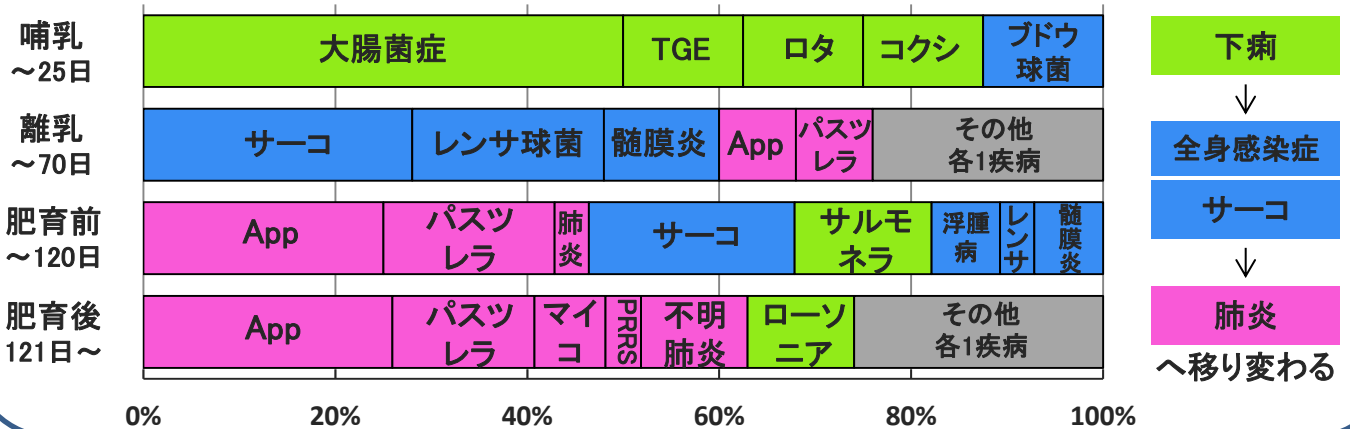 哺乳
～25日
大腸菌症
TGE
ロタ
コクシ
ブドウ
球菌
下痢
↓
離乳
～70日
サーコ
レンサ球菌
髄膜炎
App
パスツ
レラ
その他
各1疾病
全身感染症
サーコ
肥育前
～120日
App
パスツ
レラ
肺
炎
サーコ
サルモ
ネラ
浮腫
病
レンサ
髄膜炎
↓
肥育後
121日～
App
パスツ
レラ
マイ
コ
PRRS
不明
肺炎
ローソ
ニア
その他
各1疾病
肺炎
へ移り変わる
0%
20%
40%
60%
80%
100%